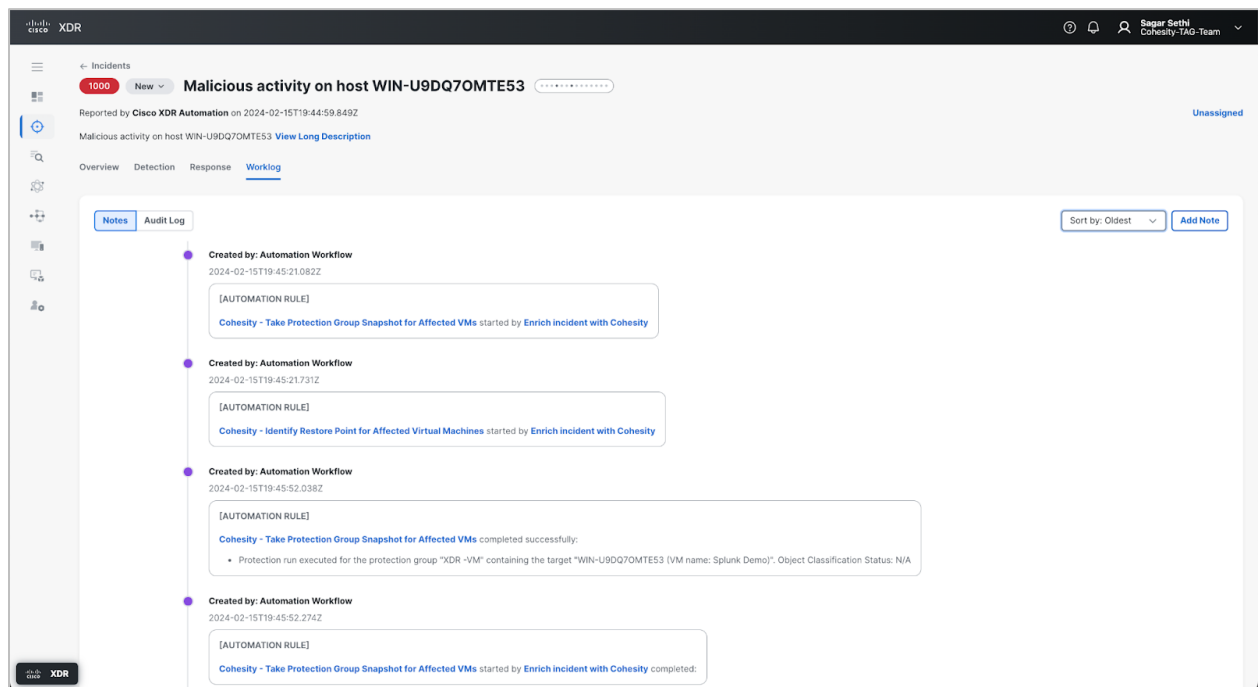 CISCO XDR
Sagar Sethi
Cohesity-TAG-Team
← Incidents
1000 New Malicious activity on host WIN-U9DQ7OMTE53
Reported by Cisco XDR Automation on 2024-02-15T19:44:59.849Z
Unassigned
Malicious activity on host WIN-U9DQ7OMTE53 View Long Description
Overview Detection Response Worklog
Notes Audit Log Sort by: Oldest Add Note
Created by: Automation Workflow
2024-02-15T19:45:21.082Z
[AUTOMATION RULE]
Cohesity - Take Protection Group Snapshot for Affected VMs started by Enrich incident with Cohesity
Created by: Automation Workflow
2024-02-15T19:45:21.731Z
[AUTOMATION RULE]
Cohesity - Identify Restore Point for Affected Virtual Machines started by Enrich incident with Cohesity
Created by: Automation Workflow
2024-02-15T19:45:52.038Z
[AUTOMATION RULE]
Cohesity - Take Protection Group Snapshot for Affected VMs completed successfully:
• Protection run executed for the protection group "XDR -VM" containing the target "WIN-U9DQ7OMTE53 (VM name: Splunk Demo)". Object Classification Status: N/A
Created by: Automation Workflow
2024-02-15T19:45:52.274Z
[AUTOMATION RULE]
Cohesity - Take Protection Group Snapshot for Affected VMs started by Enrich incident with Cohesity completed:
CISCO XDR